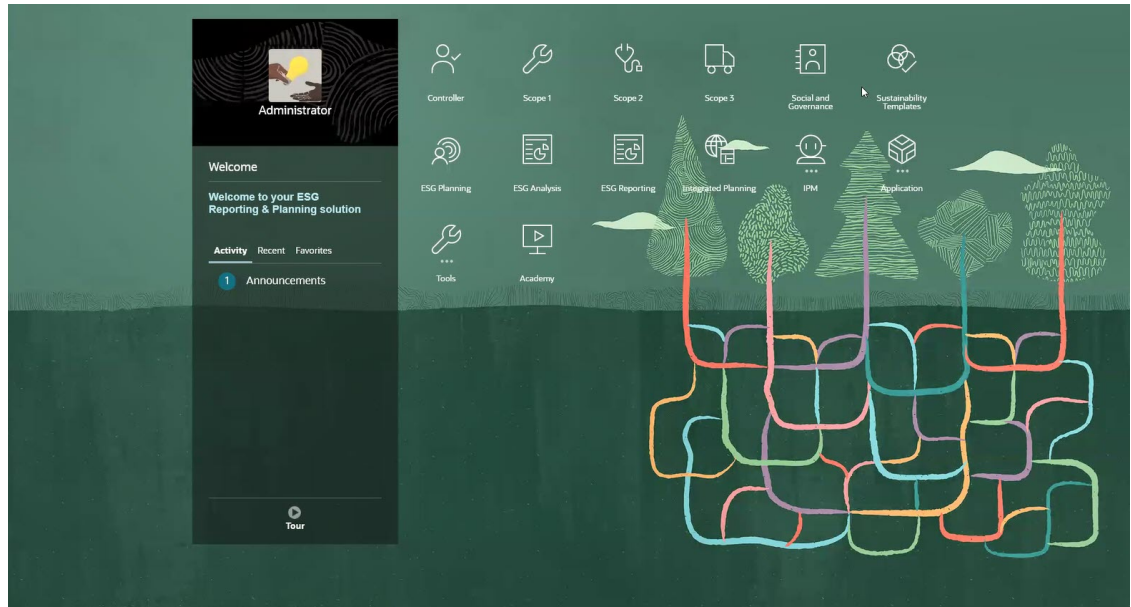 Administrator
Welcome
Welcome to your ESG
Reporting & Planning solution
Activity Recent Favorites
1 Announcements
Tour
Controller
Scope 1
Scope 2
Scope 3
Social and
Governance
Sustainability
Templates
ESG Planning
ESG Analysis
ESG Reporting
Integrated Planning
IPM
Application
Tools
Academy